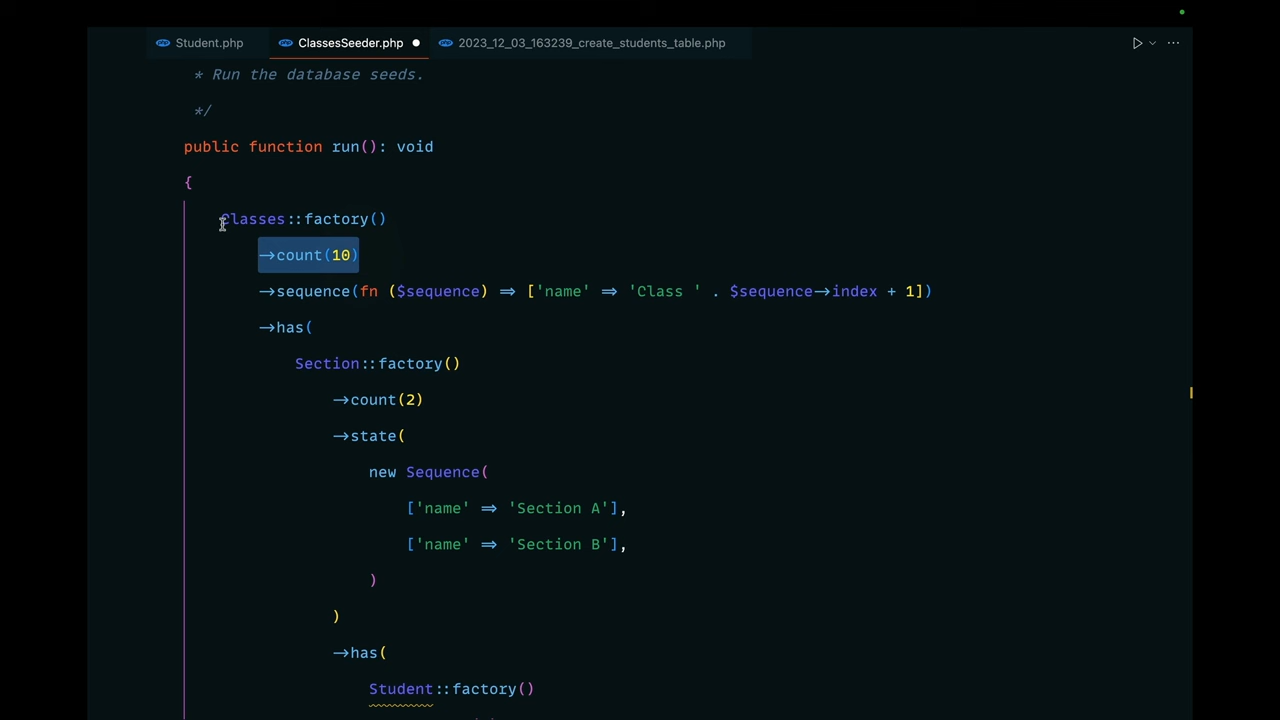 Student.php ClassesSeeder.php 2023_12_03_163239_create_students_table.php
* Run the database seeds.
*/
public function run(): void
{
Classes::factory()
->count(10)
->sequence(fn ($sequence) => ['name' => 'Class ' . $sequence->index + 1])
->has(
Section::factory()
->count(2)
->state(
new Sequence(
['name' => 'Section A'],
['name' => 'Section B'],
)
)
->has(
Student::factory()